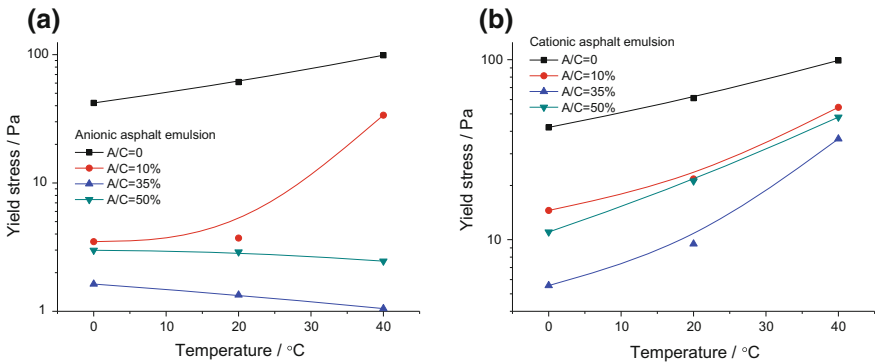 (a)
Yield stress / Pa
100
10
1
Anionic asphalt emulsion
A/C=0
A/C=10%
A/C=35%
A/C=50%
0 10 20 30 40
Temperature / °C
(b)
Yield stress / Pa
100
10
Cationic asphalt emulsion
A/C=0
A/C=10%
A/C=35%
A/C=50%
0 10 20 30 40
Temperature / °C